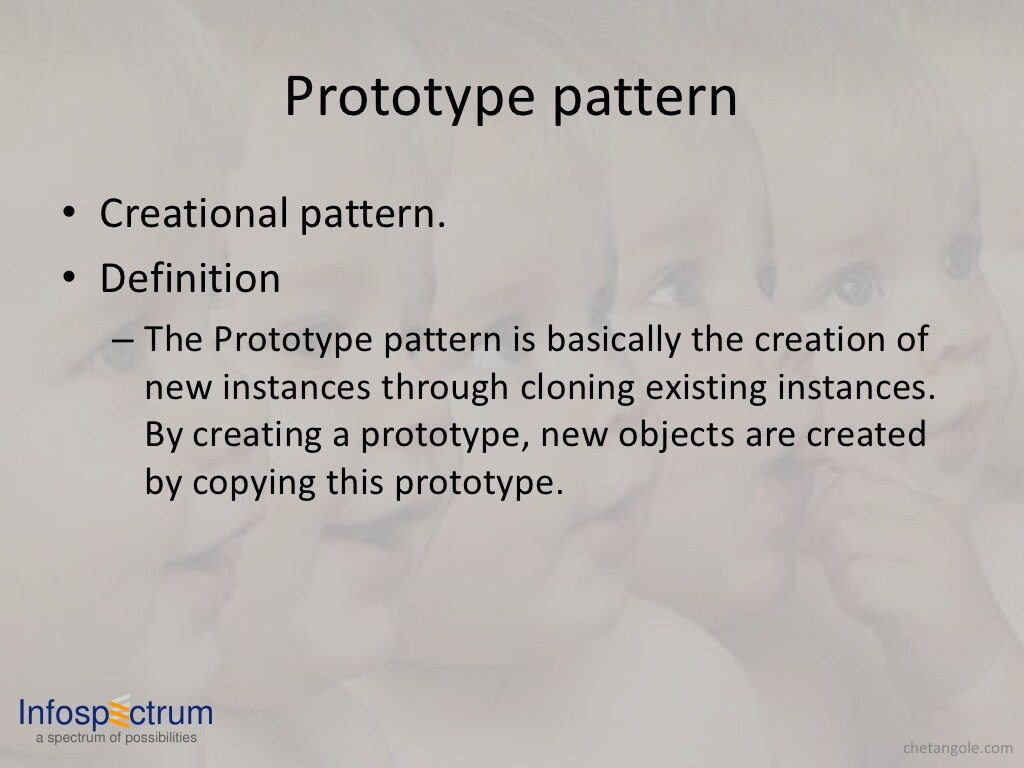 Prototype pattern
• Creational pattern.
• Definition
– The Prototype pattern is basically the creation of
new instances through cloning existing instances.
By creating a prototype, new objects are created
by copying this prototype.
Infospectrum
a spectrum of possibilities
chetangole.com